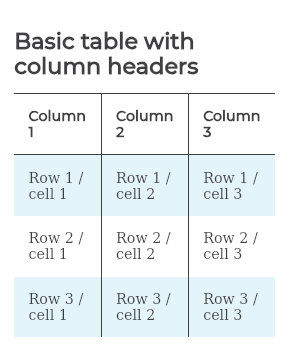 Basic table with
column headers
Column Column Column
1 2 3
Row 1 / Row 1 / Row 1 /
cell 1 cell 2 cell 3
Row 2 / Row 2 / Row 2 /
cell 1 cell 2 cell 3
Row 3 / Row 3 / Row 3 /
cell 1 cell 2 cell 3